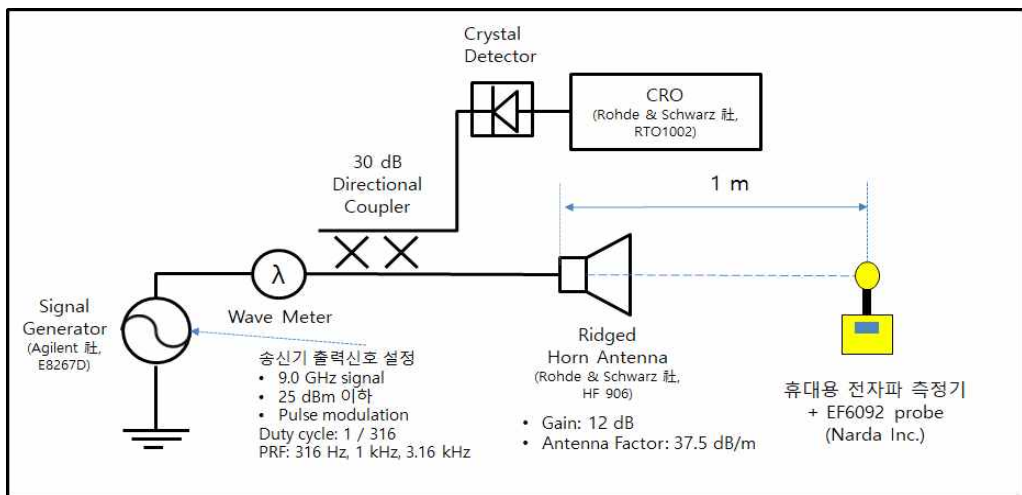 Crystal
Detector
CRO
(Rohde & Schwarz 社,
RTO1002)
30 dB
Directional
Coupler
1 m
λ
Wave Meter
Signal
Generator
(Agilent 社,
E8267D)
송신기 출력신호 설정
• 9.0 GHz signal
• 25 dBm 이하
• Pulse modulation
Duty cycle: 1 / 316
PRF: 316 Hz, 1 kHz, 3.16 kHz
Ridged
Horn Antenna
(Rohde & Schwarz 社,
HF 906)
• Gain: 12 dB
• Antenna Factor: 37.5 dB/m
휴대용 전자파 측정기
+ EF6092 probe
(Narda Inc.)